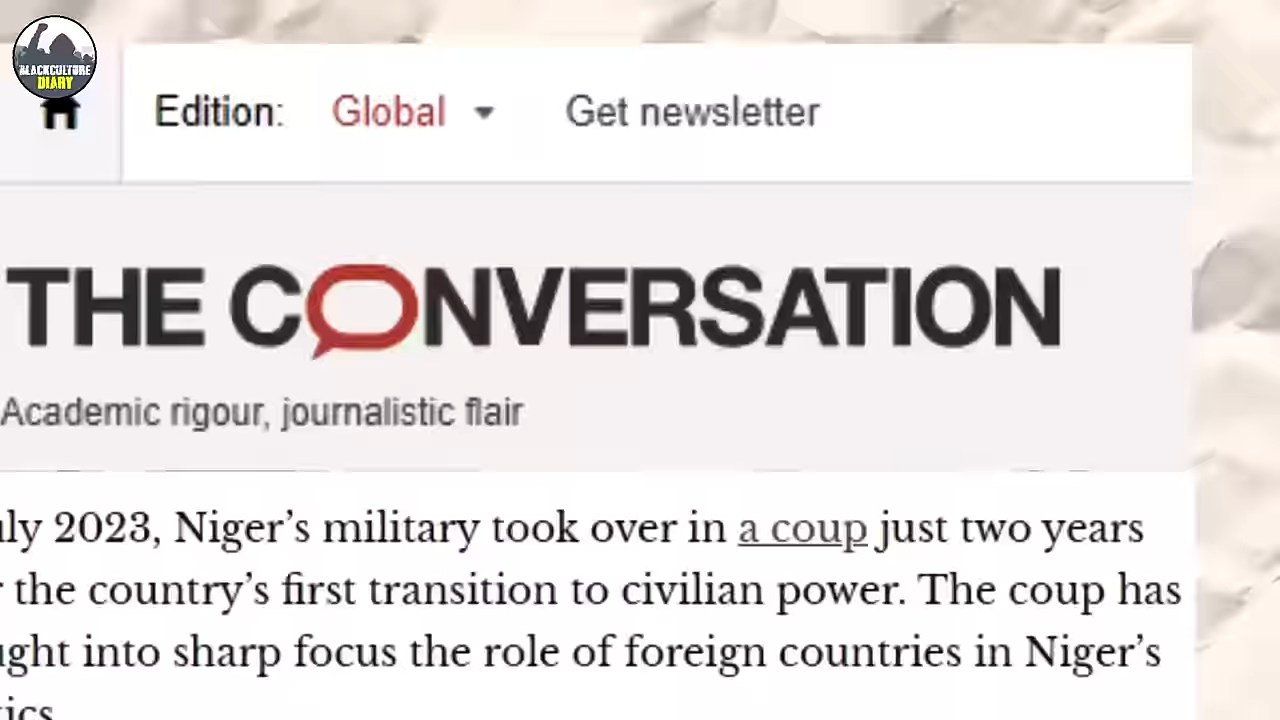 BLACKCULTURE
DIARY
Edition: Global Get newsletter
THE CONVERSATION
Academic rigour, journalistic flair
2023, Niger’s military took over in a coup just two years
the country’s first transition to civilian power. The coup has
into sharp focus the role of foreign countries in Niger’s